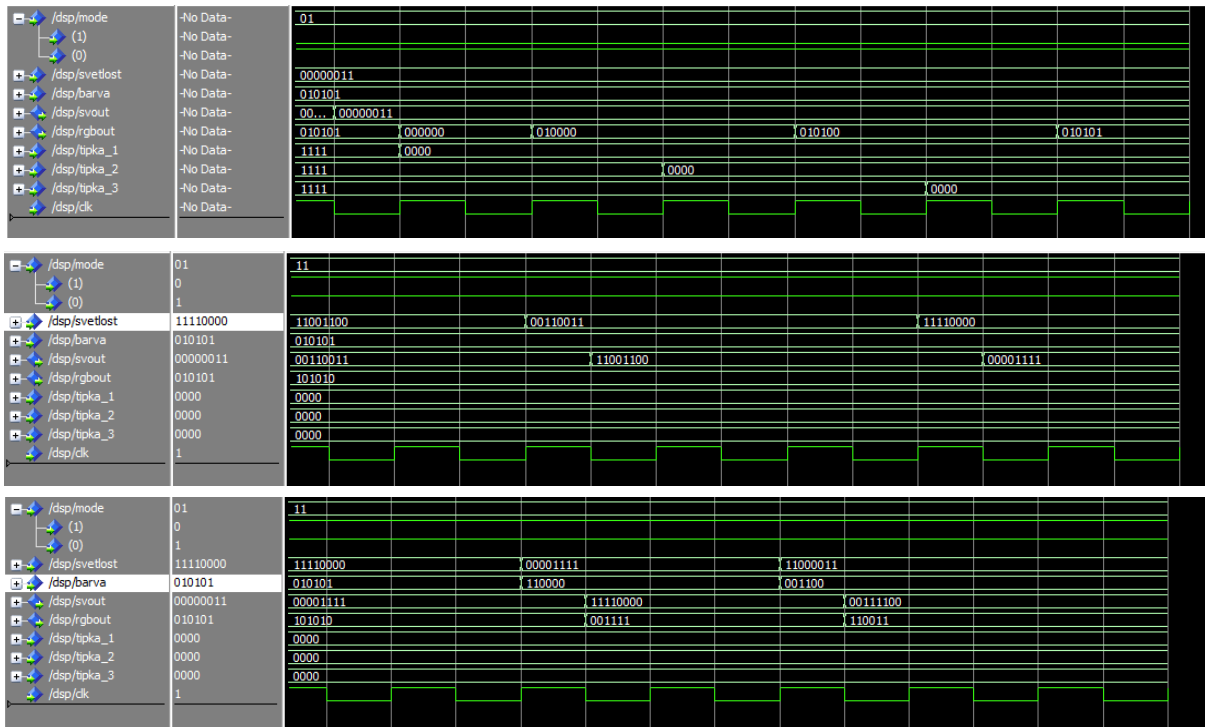 /dsp/mode -No Data- 01
(1) -No Data-
(0) -No Data-
/dsp/svetlost -No Data- 00000011
/dsp/barva -No Data- 010101
/dsp/svout -No Data- 00... 00000011
/dsp/rgbout -No Data- 010101 000000 010000 010100 010101
/dsp/tipka_1 -No Data- 1111 0000
/dsp/tipka_2 -No Data- 1111 0000
/dsp/tipka_3 -No Data- 1111 0000
/dsp/clk -No Data-
/dsp/mode 01 11
(1) 0
(0) 1
/dsp/svetlost 11110000 11001100 00110011 11110000
/dsp/barva 010101 010101
/dsp/svout 00000011 00110011 11001100 00001111
/dsp/rgbout 010101 101010
/dsp/tipka_1 0000 0000
/dsp/tipka_2 0000 0000
/dsp/tipka_3 0000 0000
/dsp/clk 1
/dsp/mode 01 11
(1) 0
(0) 1
/dsp/svetlost 11110000 11110000 00001111 11000011
/dsp/barva 010101 010101 110000 001100
/dsp/svout 00000011 00001111 11110000 00111100
/dsp/rgbout 010101 101010 001111 110011
/dsp/tipka_1 0000 0000
/dsp/tipka_2 0000 0000
/dsp/tipka_3 0000 0000
/dsp/clk 1